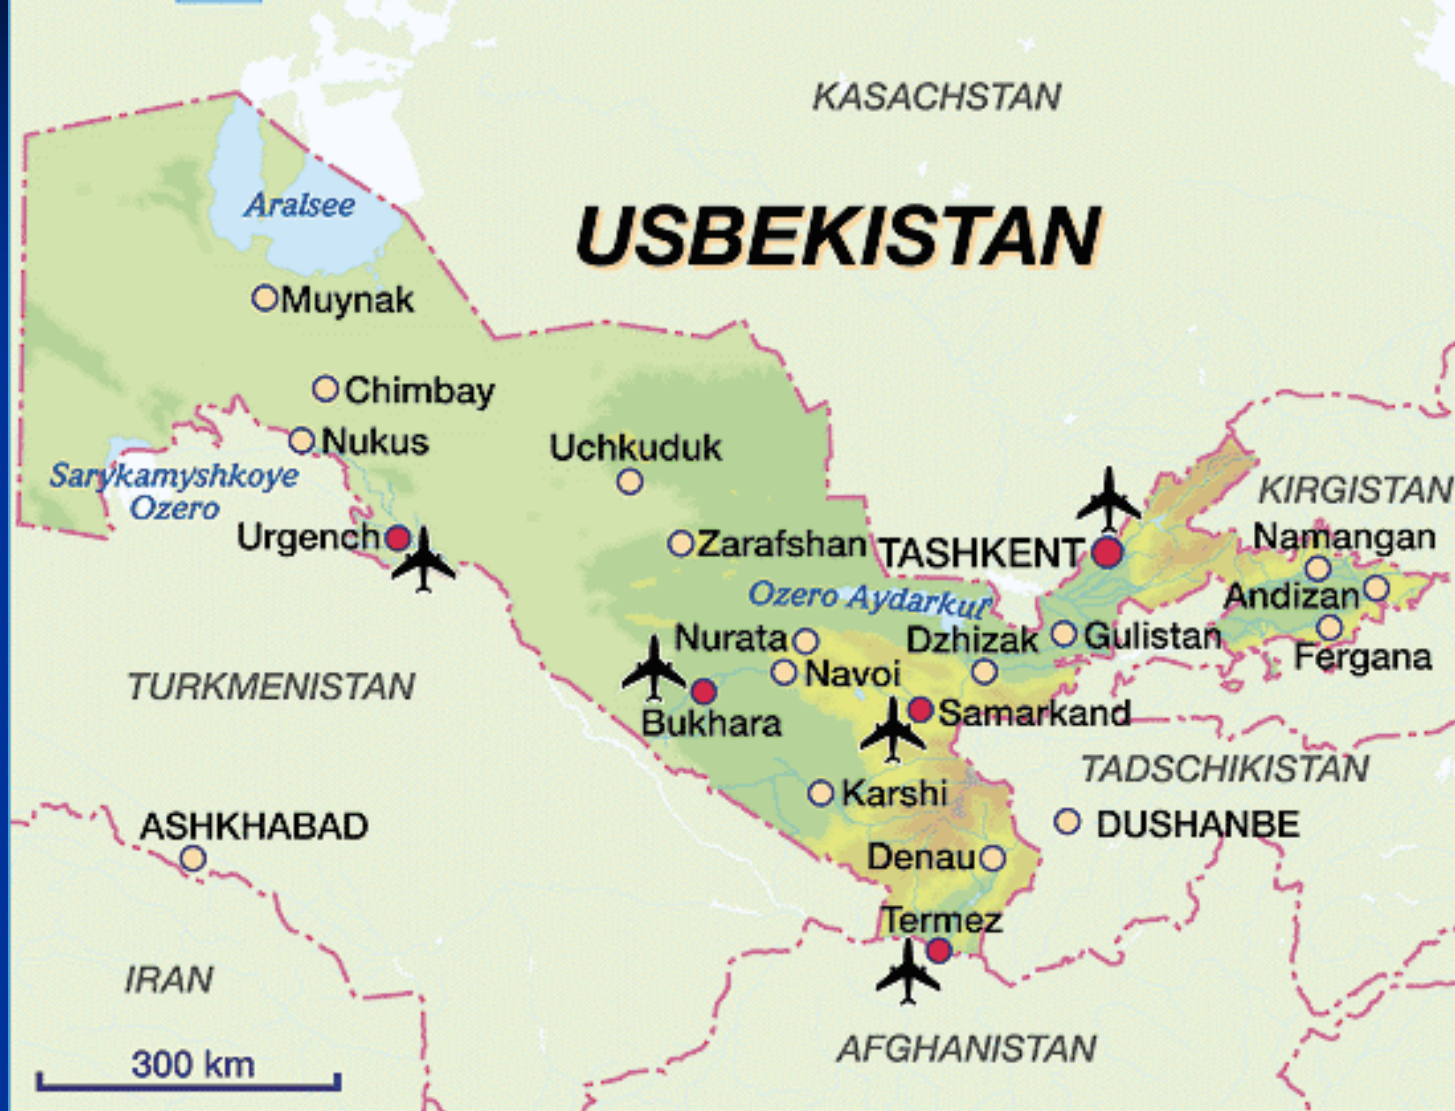 KASACHSTAN
Aralsee
USBEKISTAN
Muynak
Chimbay
Nukus
Uchkuduk
Sarykamyshkoye
Ozero
KIRGISTAN
Urgench
Zarafshan
TASHKENT
Namangan
Ozero Aydarkul
Andizan
Nurata
Dzhizak
Gulistan
Fergana
Navoi
TURKMENISTAN
Bukhara
Samarkand
TADSCHIKISTAN
Karshi
ASHKHABAD
DUSHANBE
Denau
Termez
IRAN
AFGHANISTAN
300 km